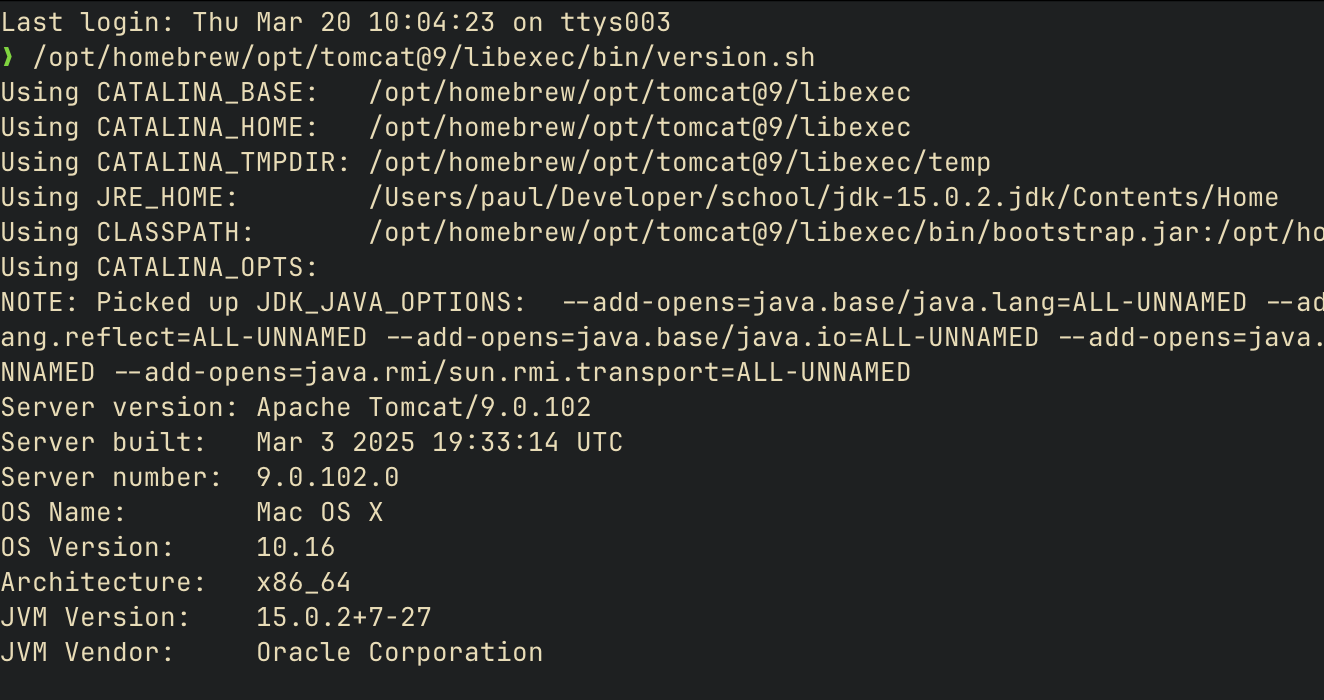 Last login: Thu Mar 20 10:04:23 on ttys003
❯ /opt/homebrew/opt/tomcat@9/libexec/bin/version.sh
Using CATALINA_BASE:   /opt/homebrew/opt/tomcat@9/libexec
Using CATALINA_HOME:   /opt/homebrew/opt/tomcat@9/libexec
Using CATALINA_TMPDIR: /opt/homebrew/opt/tomcat@9/libexec/temp
Using JRE_HOME:        /Users/paul/Developer/school/jdk-15.0.2.jdk/Contents/Home
Using CLASSPATH:       /opt/homebrew/opt/tomcat@9/libexec/bin/bootstrap.jar:/opt/ho
Using CATALINA_OPTS:
NOTE: Picked up JDK_JAVA_OPTIONS:  --add-opens=java.base/java.lang=ALL-UNNAMED --ad
ang.reflect=ALL-UNNAMED --add-opens=java.base/java.io=ALL-UNNAMED --add-opens=java.
NNAMED --add-opens=java.rmi/sun.rmi.transport=ALL-UNNAMED
Server version: Apache Tomcat/9.0.102
Server built:   Mar 3 2025 19:33:14 UTC
Server number:  9.0.102.0
OS Name:        Mac OS X
OS Version:     10.16
Architecture:   x86_64
JVM Version:    15.0.2+7-27
JVM Vendor:     Oracle Corporation